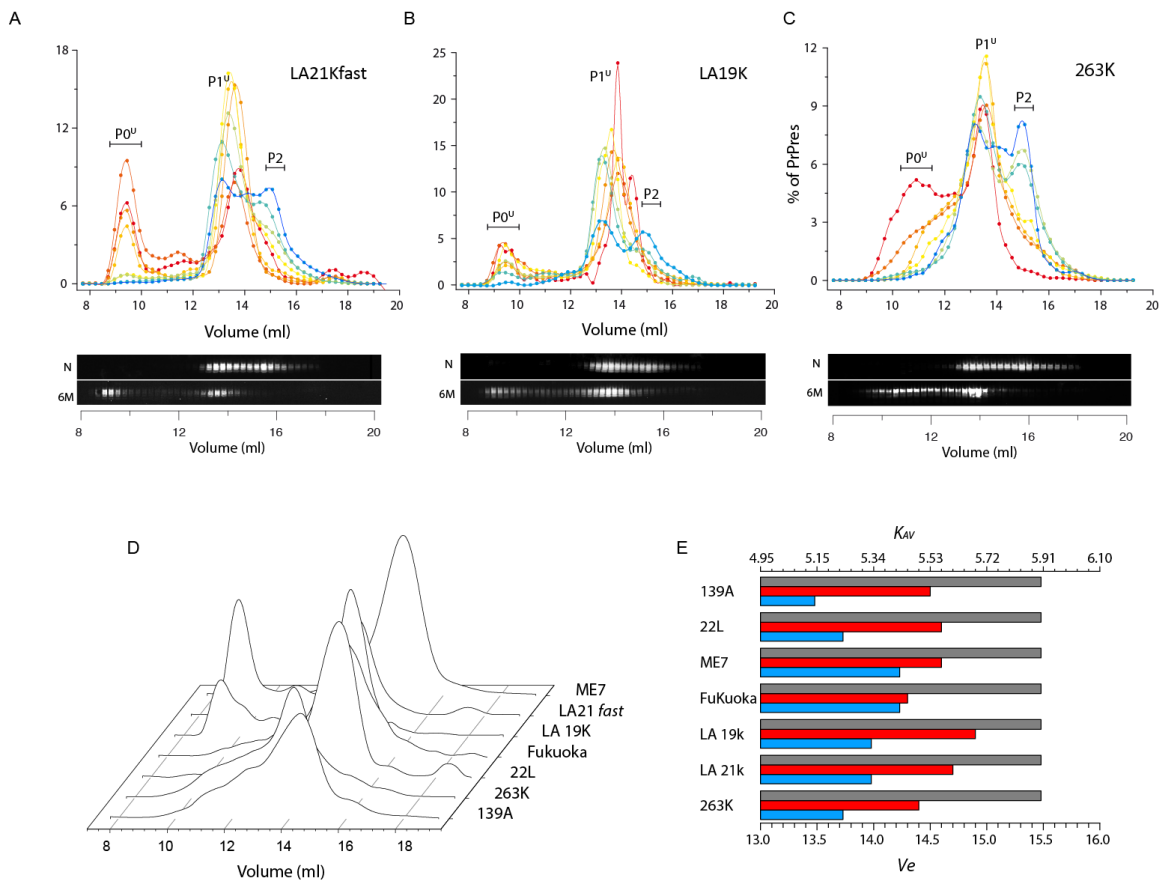 A
B
C
18
15
12
9
6
3
0
P0ᵁ
P1ᵁ
P2
LA21Kfast
8
10
12
14
16
18
20
Volume (ml)
25
20
15
10
5
0
P0ᵁ
P1ᵁ
P2
LA19K
8
10
12
14
16
18
20
Volume (ml)
% of PrPres
12
9
6
3
0
P0ᵁ
P1ᵁ
P2
263K
8
10
12
14
16
18
20
Volume (ml)
N
6M
8
12
16
20
Volume (ml)
N
6M
8
12
16
20
Volume (ml)
N
6M
8
12
16
20
Volume (ml)
D
ME7
LA21 fast
LA 19K
Fukuoka
22L
263K
139A
8
10
12
14
16
18
Volume (ml)
E
KAV
4.95 5.15 5.34 5.53 5.72 5.91 6.10
139A
22L
ME7
FuKuoka
LA 19k
LA 21k
263K
13.0 13.5 14.0 14.5 15.0 15.5 16.0
Ve